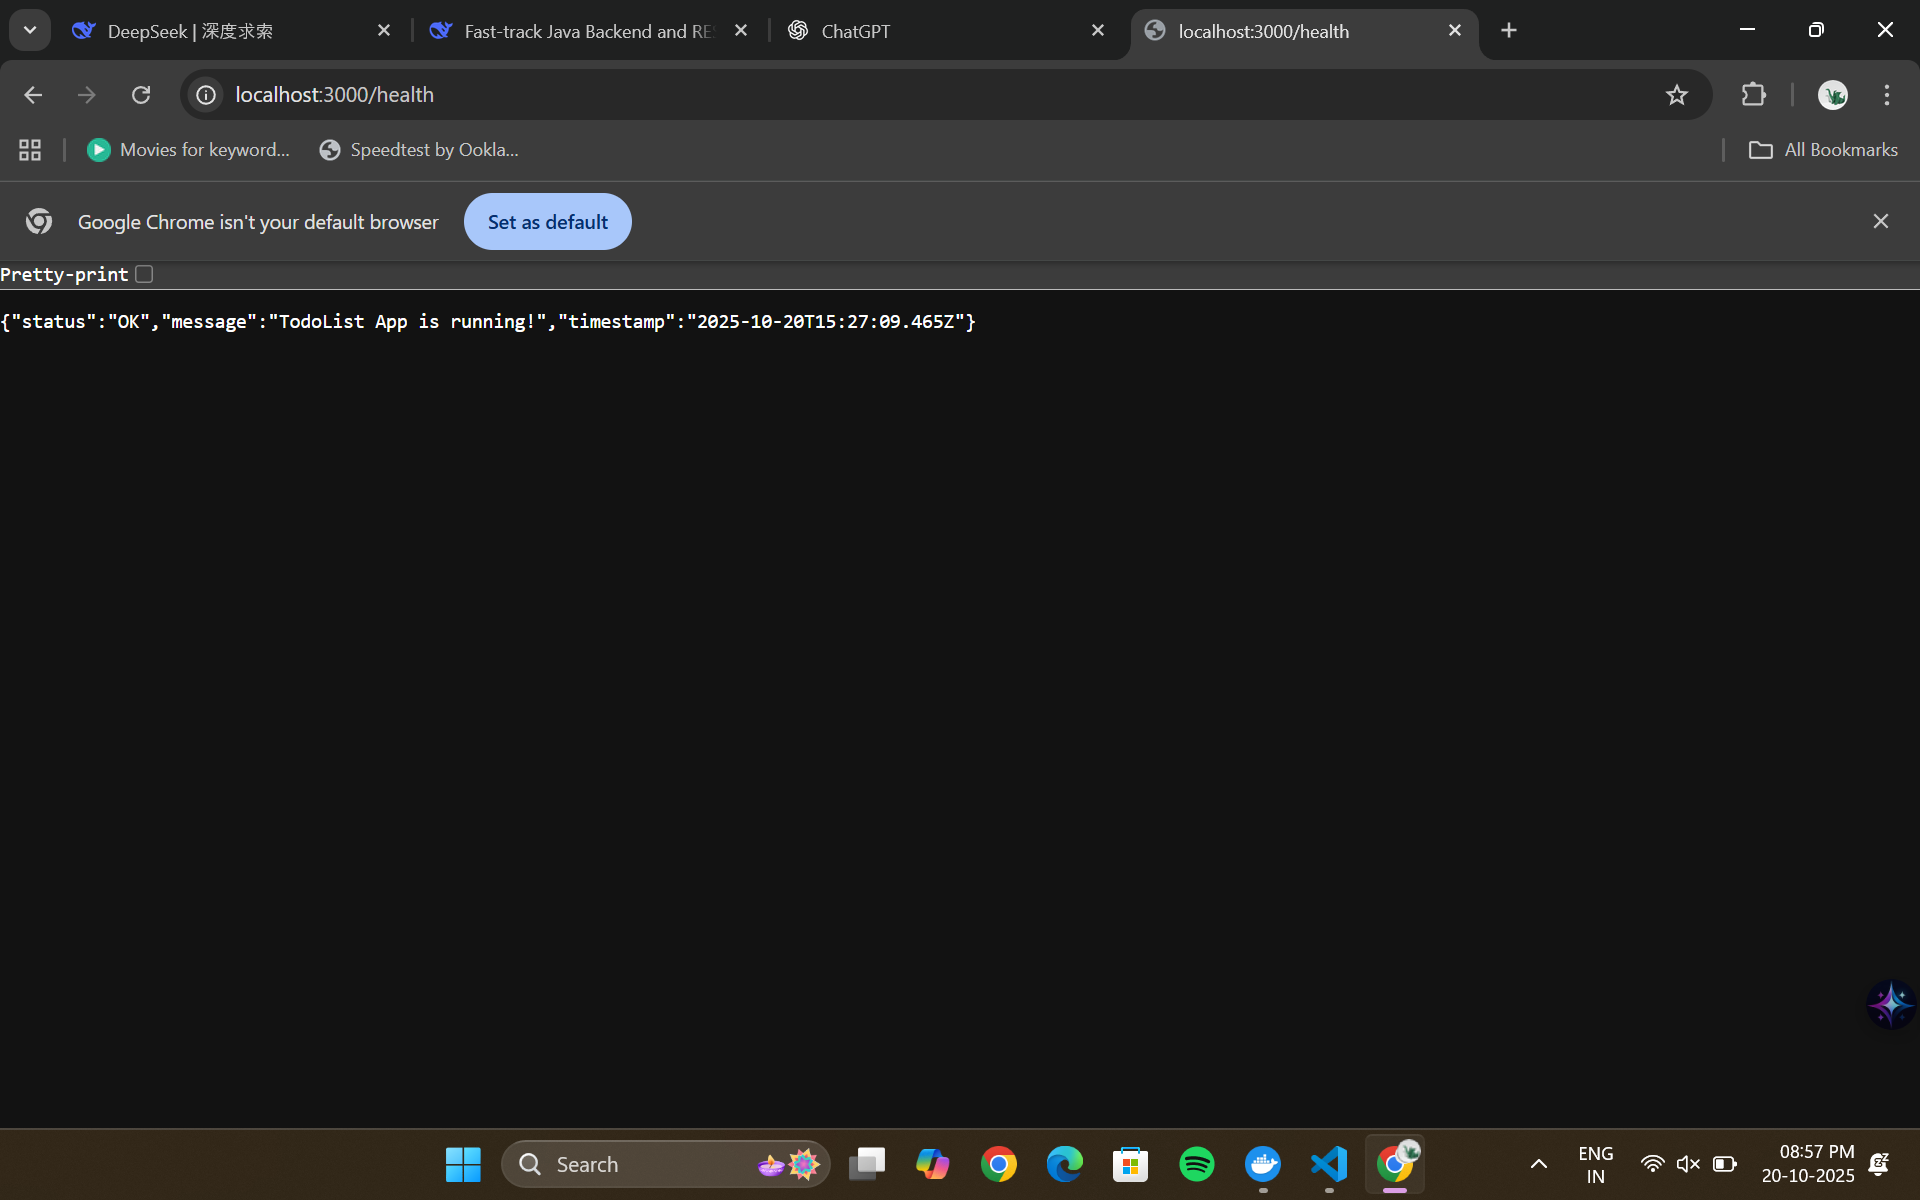 DeepSeek | 深度求索
Fast-track Java Backend and RES
ChatGPT
localhost:3000/health
localhost:3000/health
Movies for keyword...
Speedtest by Ookla...
All Bookmarks
Google Chrome isn't your default browser
Set as default
Pretty-print
{"status":"OK","message":"TodoList App is running!","timestamp":"2025-10-20T15:27:09.465Z"}
Search
ENG
IN
08:57 PM
20-10-2025